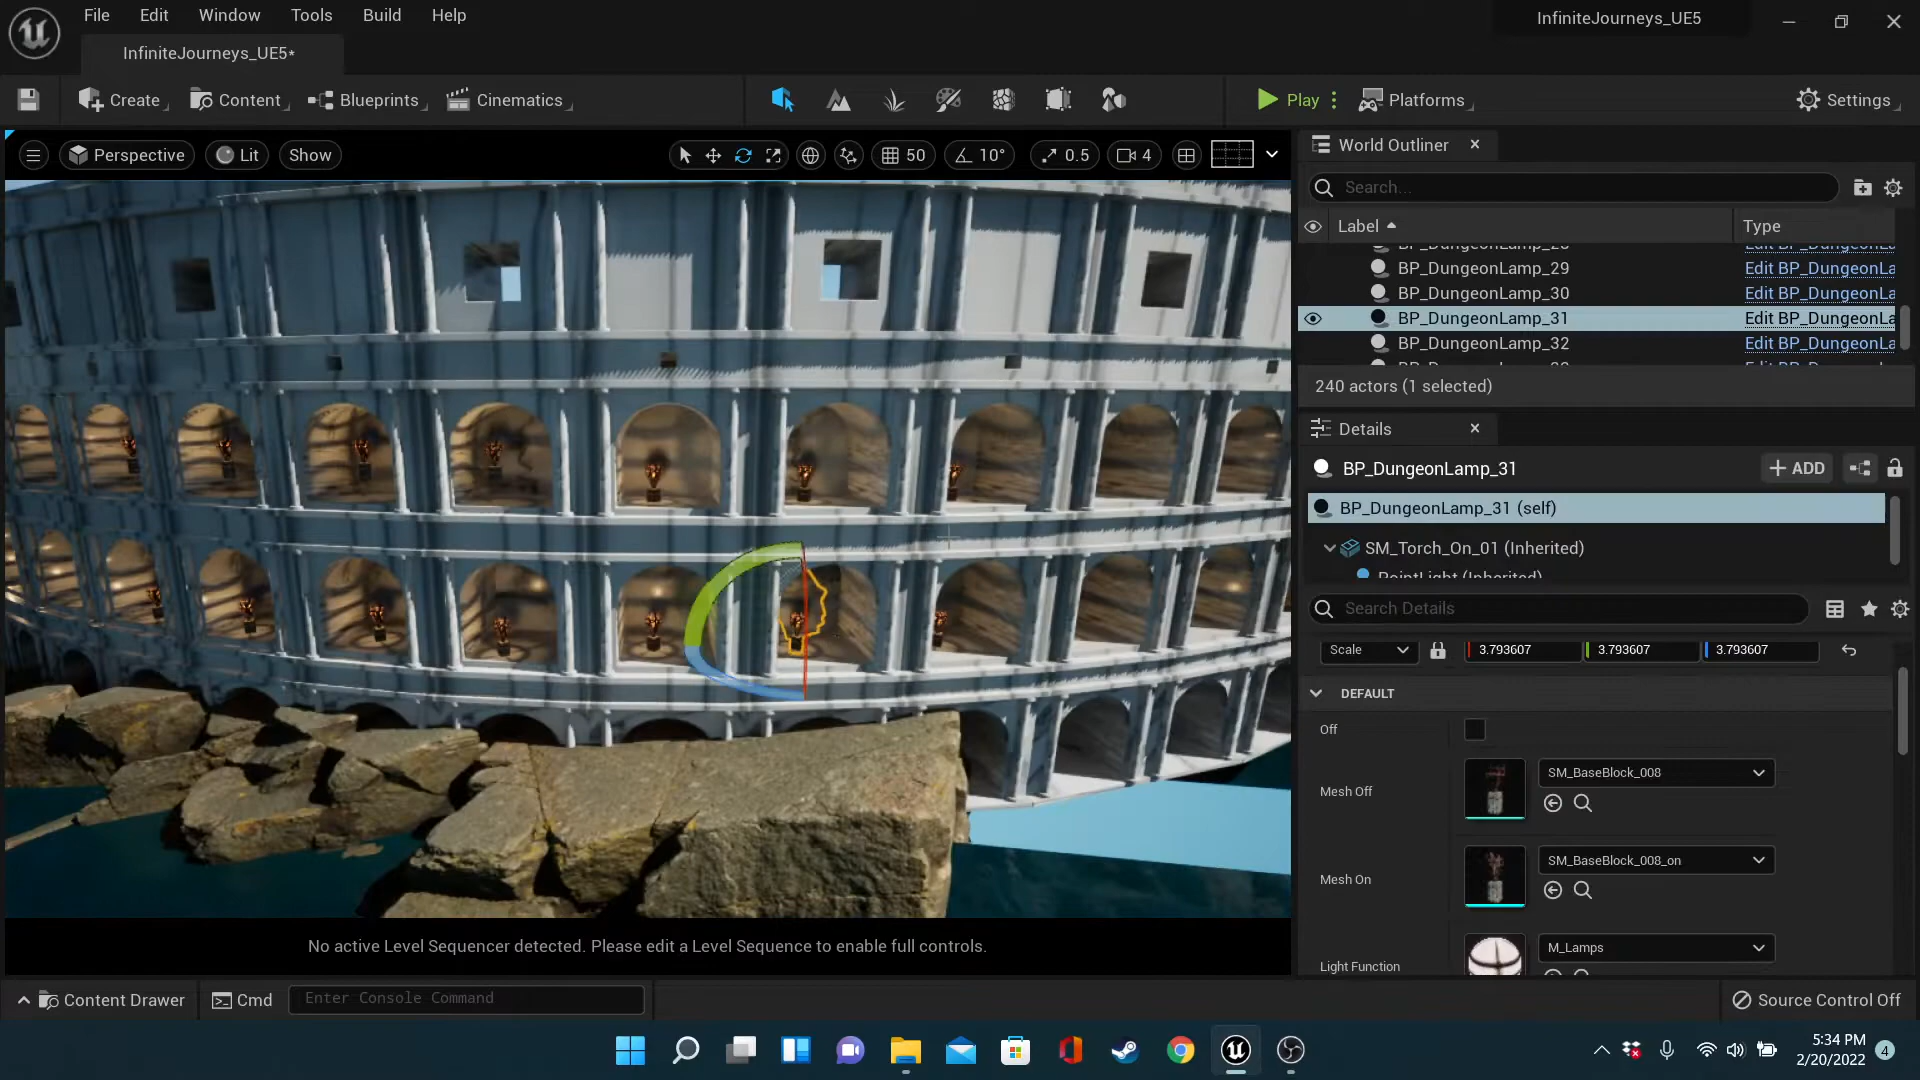 File Edit Window Tools Build Help
InfiniteJourneys_UE5
InfiniteJourneys_UE5*
Create Content Blueprints Cinematics Play Platforms Settings
Perspective Lit Show 50 10° 0.5 4
World Outliner
Search...
Label Type
BP_DungeonLamp_29 Edit BP_DungeonLa
BP_DungeonLamp_30 Edit BP_DungeonLa
BP_DungeonLamp_31 Edit BP_DungeonLa
BP_DungeonLamp_32 Edit BP_DungeonLa
240 actors (1 selected)
Details
BP_DungeonLamp_31 + ADD
BP_DungeonLamp_31 (self)
SM_Torch_On_01 (Inherited)
PointLight (Inherited)
Search Details
Scale 3.793607 3.793607 3.793607
DEFAULT
Off
Mesh Off SM_BaseBlock_008
Mesh On SM_BaseBlock_008_on
Light Function M_Lamps
No active Level Sequencer detected. Please edit a Level Sequence to enable full controls.
Content Drawer Cmd Enter Console Command Source Control Off
5:34 PM
2/20/2022 4